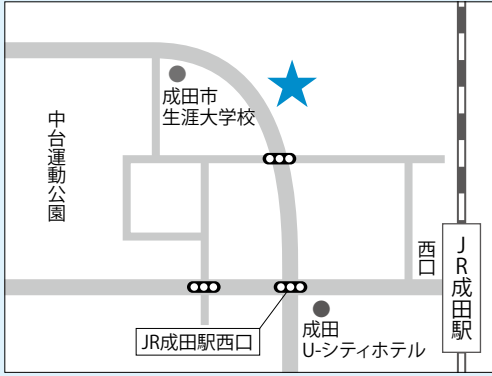 成田市
生涯大学校
中台運動公園
西口
JR成田駅
JR成田駅西口
成田
U-シティホテル